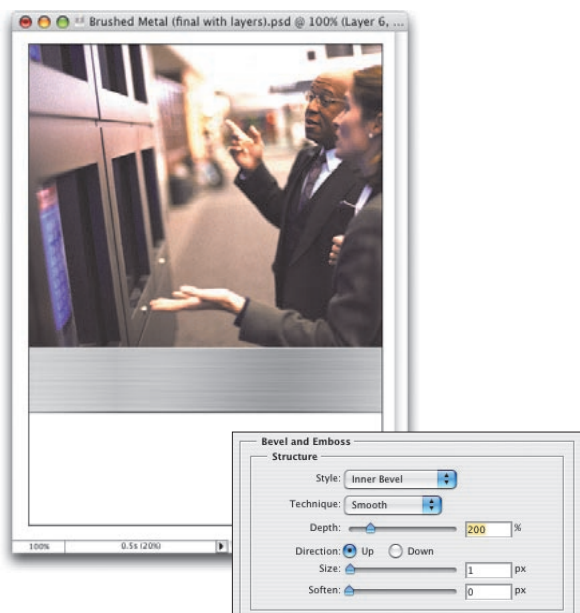 Brushed Metal (final with layers).psd @ 100% (Layer 6, ...
100% 0.5s (20%)
Bevel and Emboss
Structure
Style: Inner Bevel
Technique: Smooth
Depth: 200 %
Direction: Up Down
Size: 1 px
Soften: 0 px